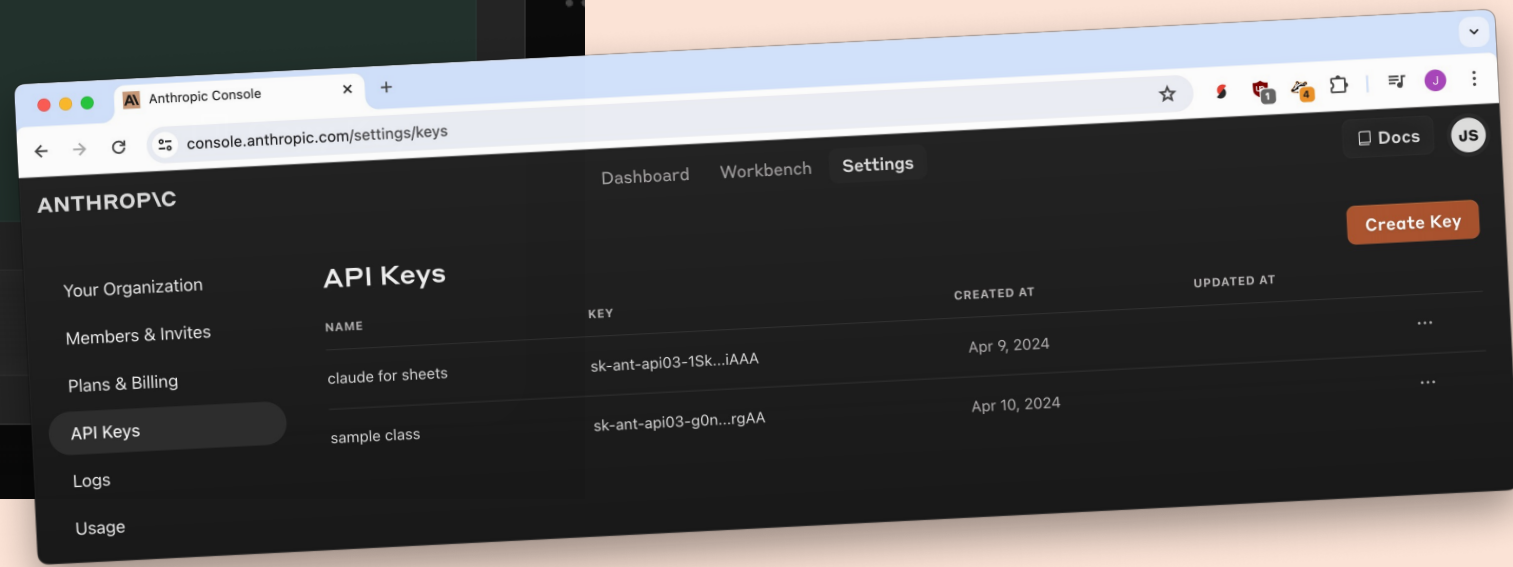 Anthropic Console
console.anthropic.com/settings/keys
1
4
J
ANTHROP\C
Dashboard
Workbench
Settings
Docs
JS
Create Key
Your Organization
Members & Invites
Plans & Billing
API Keys
Logs
Usage
API Keys
NAME KEY CREATED AT UPDATED AT
claude for sheets sk-ant-api03-1Sk...iAAA Apr 9, 2024
sample class sk-ant-api03-g0n...rgAA Apr 10, 2024